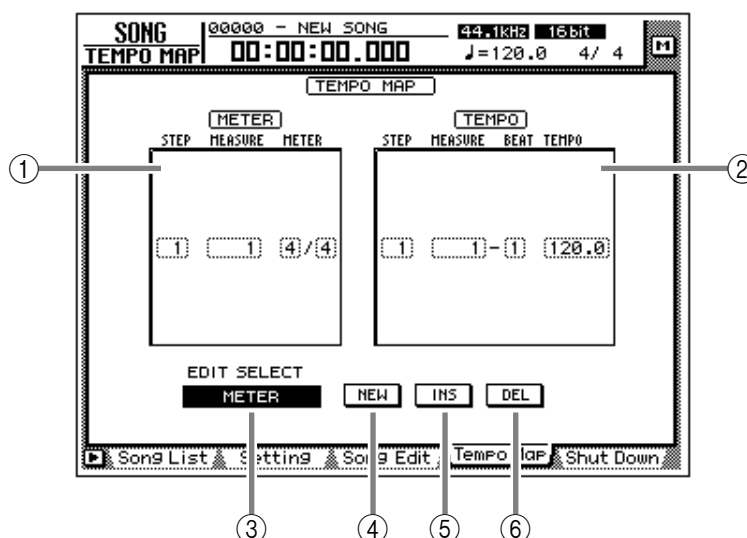 SONG 00000 - NEW SONG 44.1kHz 16bit
TEMPO MAP 00:00:00.000 ♩=120.0 4/ 4 M
TEMPO MAP
METER TEMPO
STEP MEASURE METER STEP MEASURE BEAT TEMPO
① ②
1 1 4/4 1 1-1 120.0
EDIT SELECT
METER NEW INS DEL
Song List Setting Song Edit Tempo Map Shut Down
③ ④ ⑤ ⑥